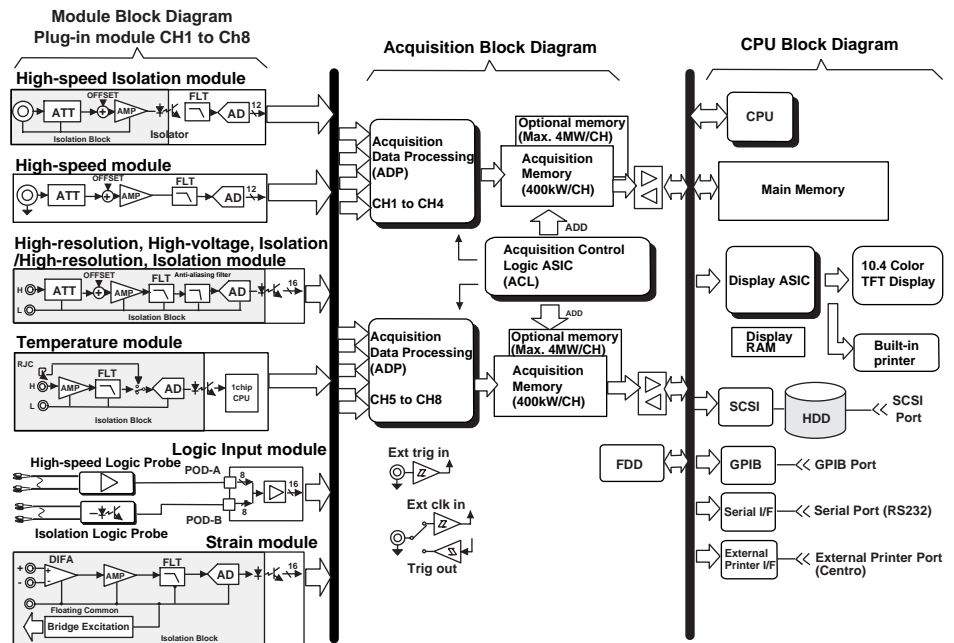 Module Block Diagram
Plug-in module CH1 to Ch8
High-speed Isolation module
OFFSET
ATT
AMP
FLT
AD
12
Isolation Block
Isolator
High-speed module
OFFSET
ATT
AMP
FLT
AD
12
High-resolution, High-voltage, Isolation
/High-resolution, Isolation module
OFFSET
FLT
Anti-aliasing filter
H
ATT
AMP
AD
16
L
Isolation Block
Temperature module
RJC
FLT
H
AMP
AD
1chip
CPU
L
Isolation Block
Logic Input module
High-speed Logic Probe
POD-A
8
16
8
POD-B
Isolation Logic Probe
Strain module
DIFA
FLT
+
-
+
-
AMP
AD
16
Floating Common
Bridge Excitation
Isolation Block
Acquisition Block Diagram
Acquisition
Data Processing
(ADP)
CH1 to CH4
Optional memory
(Max. 4MW/CH)
Acquisition
Memory
(400kW/CH)
ADD
Acquisition Control
Logic ASIC
(ACL)
ADD
Acquisition
Data Processing
(ADP)
CH5 to CH8
Optional memory
(Max. 4MW/CH)
Acquisition
Memory
(400kW/CH)
Ext trig in
Ext clk in
Trig out
CPU Block Diagram
CPU
Main Memory
Display ASIC
10.4 Color
TFT Display
Display
RAM
Built-in
printer
SCSI
HDD
SCSI
Port
FDD
GPIB
GPIB Port
Serial I/F
Serial Port (RS232)
External
Printer I/F
External Printer Port
(Centro)